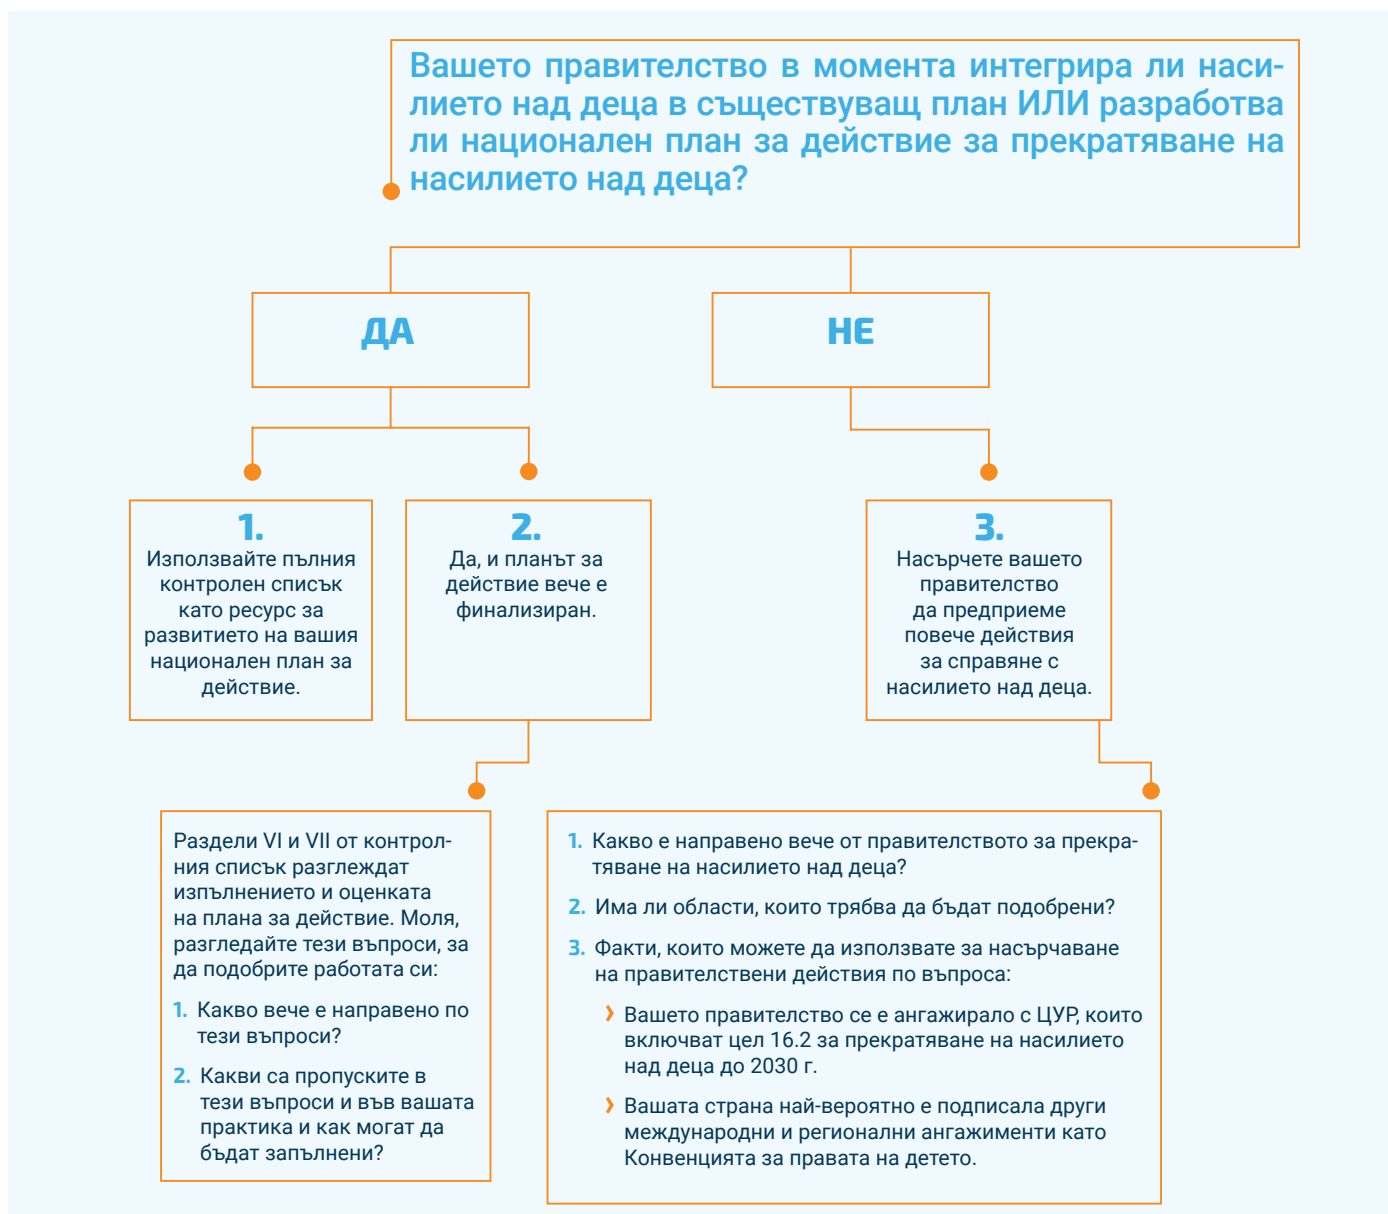 Вашето правителство в момента интегрира ли наси-
лието над деца в съществуващ план ИЛИ разработва
ли национален план за действие за прекратяване на
насилието над деца?
ДА
НЕ
1.
Използвайте пълния
контролен списък
като ресурс за
развитието на вашия
национален план за
действие.
2.
Да, и планът за
действие вече е
финализиран.
3.
Насърчете вашето
правителство
да предприеме
повече действия
за справяне с
насилието над деца.
Раздели VI и VII от контрол-
ния списък разглеждат
изпълнението и оценката
на плана за действие. Моля,
разгледайте тези въпроси, за
да подобрите работата си:
1. Какво вече е направено по
тези въпроси?
2. Какви са пропуските в
тези въпроси и във вашата
практика и как могат да
бъдат запълнени?
1. Какво е направено вече от правителството за прекра-
тяване на насилието над деца?
2. Има ли области, които трябва да бъдат подобрени?
3. Факти, които можете да използвате за насърчаване
на правителствени действия по въпроса:
› Вашето правителство се е ангажирало с ЦУР, които
включват цел 16.2 за прекратяване на насилието
над деца до 2030 г.
› Вашата страна най-вероятно е подписала други
международни и регионални ангажименти като
Конвенцията за правата на детето.